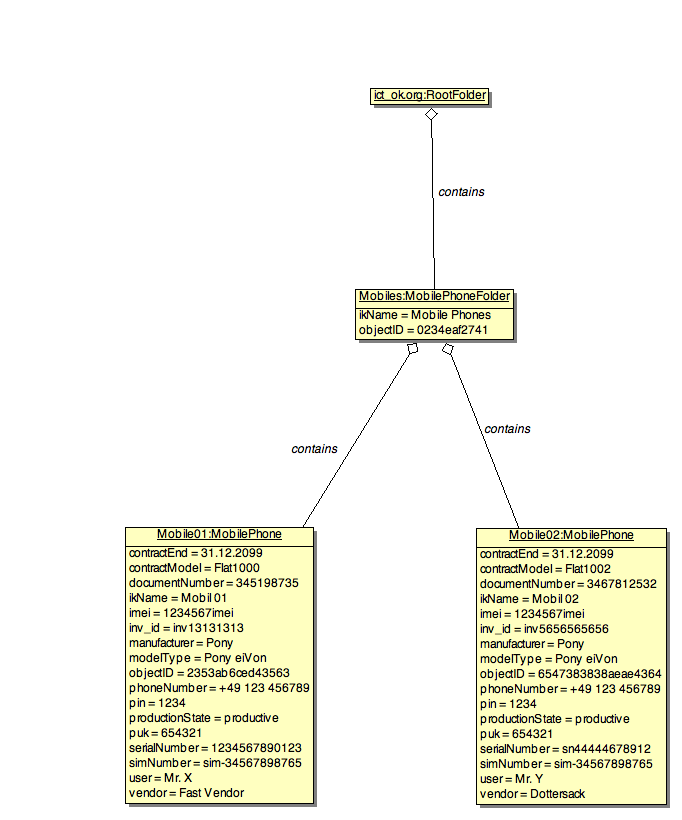 ict_ok.org:RootFolder
contains
Mobiles:MobilePhoneFolder
ikName = Mobile Phones
objectID = 0234eaf2741
contains
contains
Mobile01:MobilePhone
contractEnd = 31.12.2099
contractModel = Flat1000
documentNumber = 345198735
ikName = Mobil 01
imei = 1234567imei
inv_id = inv13131313
manufacturer = Pony
modelType = Pony eiVon
objectID = 2353ab6ced43563
phoneNumber = +49 123 456789
pin = 1234
productionState = productive
puk = 654321
serialNumber = 1234567890123
simNumber = sim-34567898765
user = Mr. X
vendor = Fast Vendor
Mobile02:MobilePhone
contractEnd = 31.12.2099
contractModel = Flat1002
documentNumber = 3467812532
ikName = Mobil 02
imei = 1234567imei
inv_id = inv5656565656
manufacturer = Pony
modelType = Pony eiVon
objectID = 6547383838aeae4364
phoneNumber = +49 123 456789
pin = 1234
productionState = productive
puk = 654321
serialNumber = sn44444678912
simNumber = sim-34567898765
user = Mr. Y
vendor = Dottersack